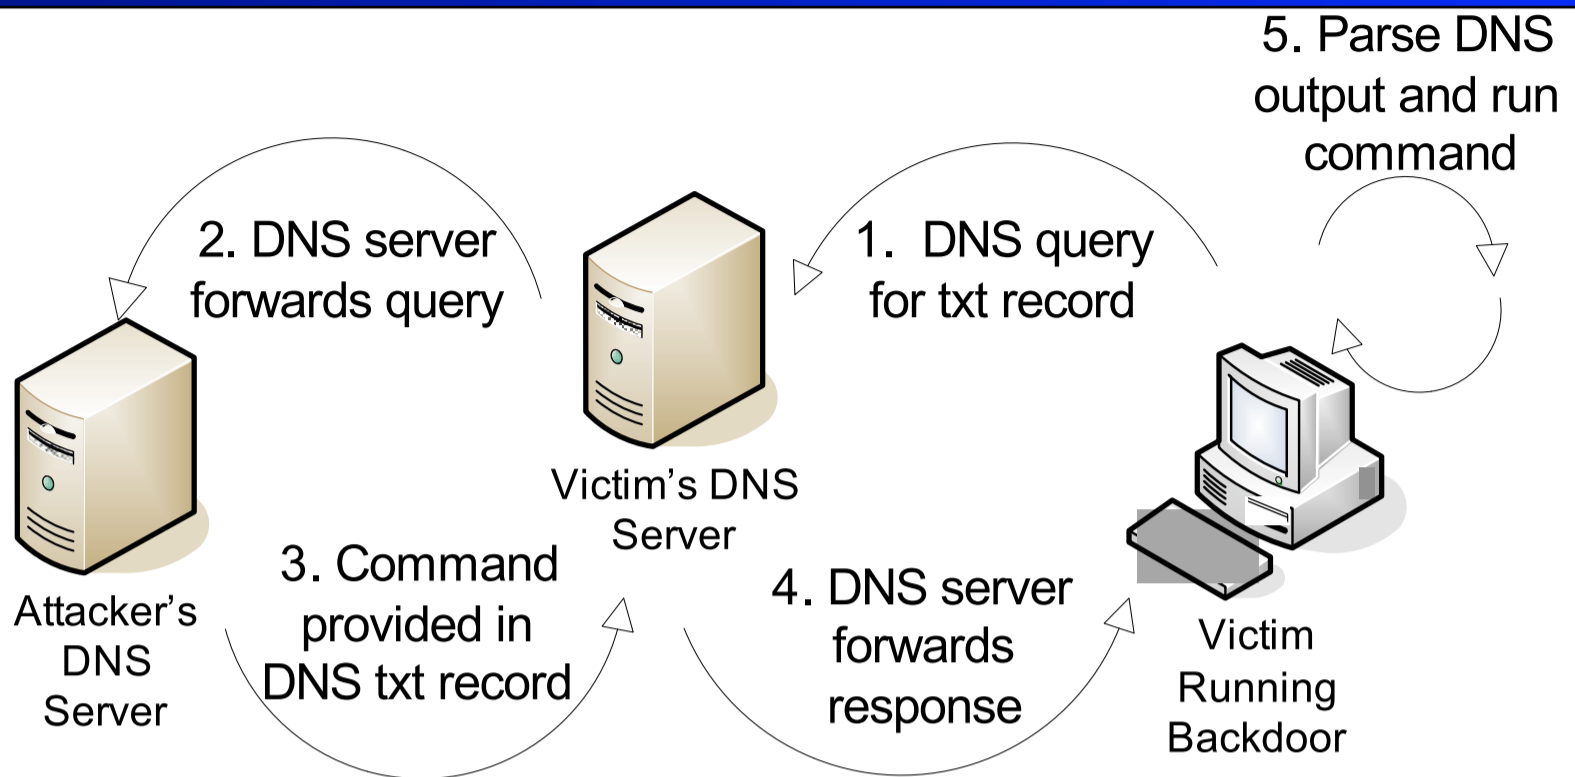 5. Parse DNS
output and run
command
2. DNS server
forwards query
1. DNS query
for txt record
Victim’s DNS
Server
3. Command
provided in
DNS txt record
4. DNS server
forwards
response
Attacker’s
DNS
Server
Victim
Running
Backdoor